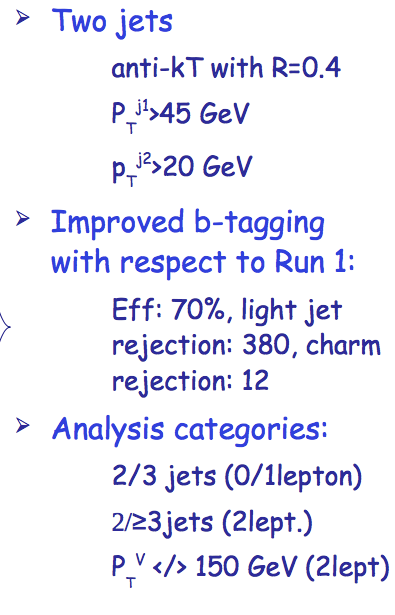 ➢ Two jets
anti-kT with R=0.4
P_T^j1>45 GeV
p_T^j2>20 GeV
➢ Improved b-tagging
with respect to Run 1:
Eff: 70%, light jet
rejection: 380, charm
rejection: 12
➢ Analysis categories:
2/3 jets (0/1lepton)
2/≥3jets (2lept.)
P_T^V </> 150 GeV (2lept)